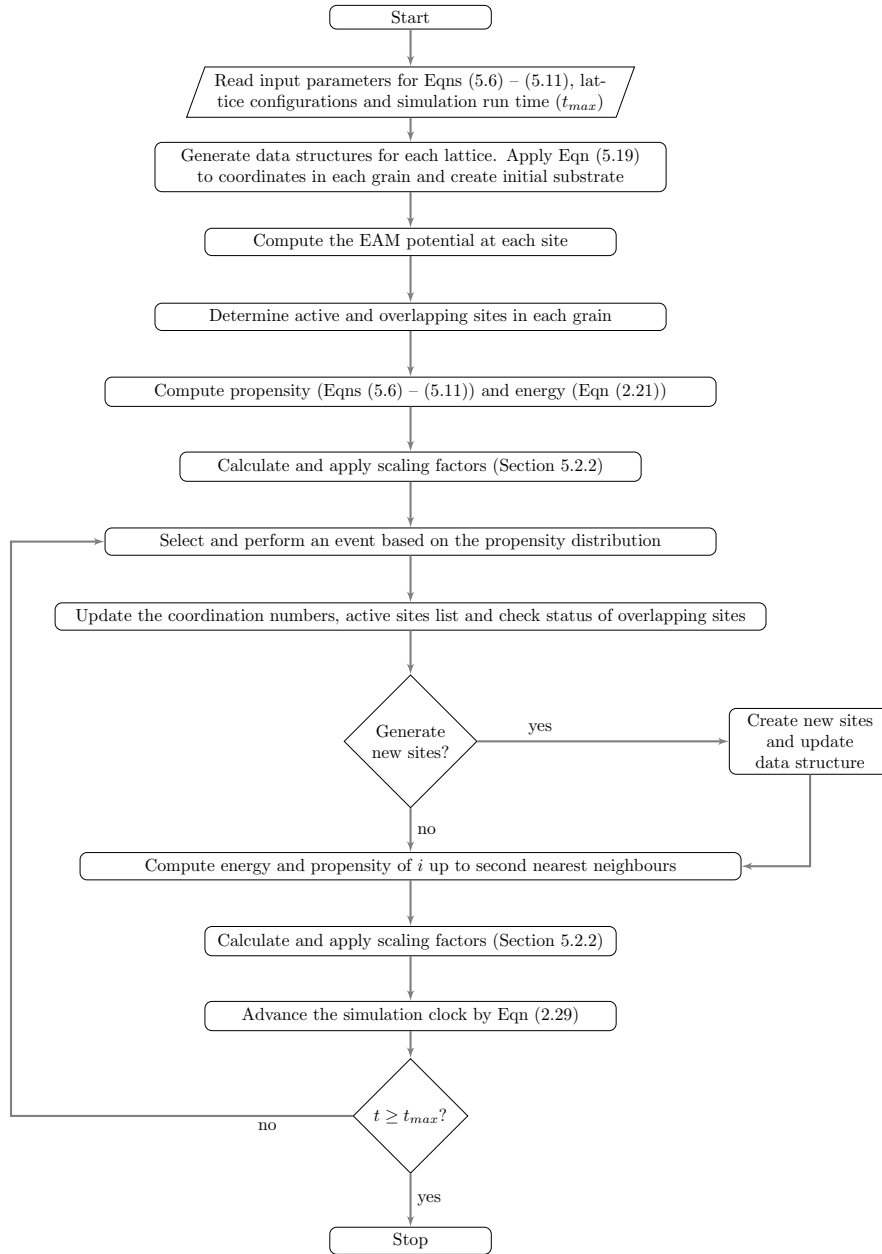 Start
Read input parameters for Eqns (5.6) – (5.11), lat-
tice configurations and simulation run time (t_max)
Generate data structures for each lattice. Apply Eqn (5.19)
to coordinates in each grain and create initial substrate
Compute the EAM potential at each site
Determine active and overlapping sites in each grain
Compute propensity (Eqns (5.6) – (5.11)) and energy (Eqn (2.21))
Calculate and apply scaling factors (Section 5.2.2)
Select and perform an event based on the propensity distribution
Update the coordination numbers, active sites list and check status of overlapping sites
Generate
new sites?
yes
Create new sites
and update
data structure
no
Compute energy and propensity of i up to second nearest neighbours
Calculate and apply scaling factors (Section 5.2.2)
Advance the simulation clock by Eqn (2.29)
t ≥ t_max?
no
yes
Stop